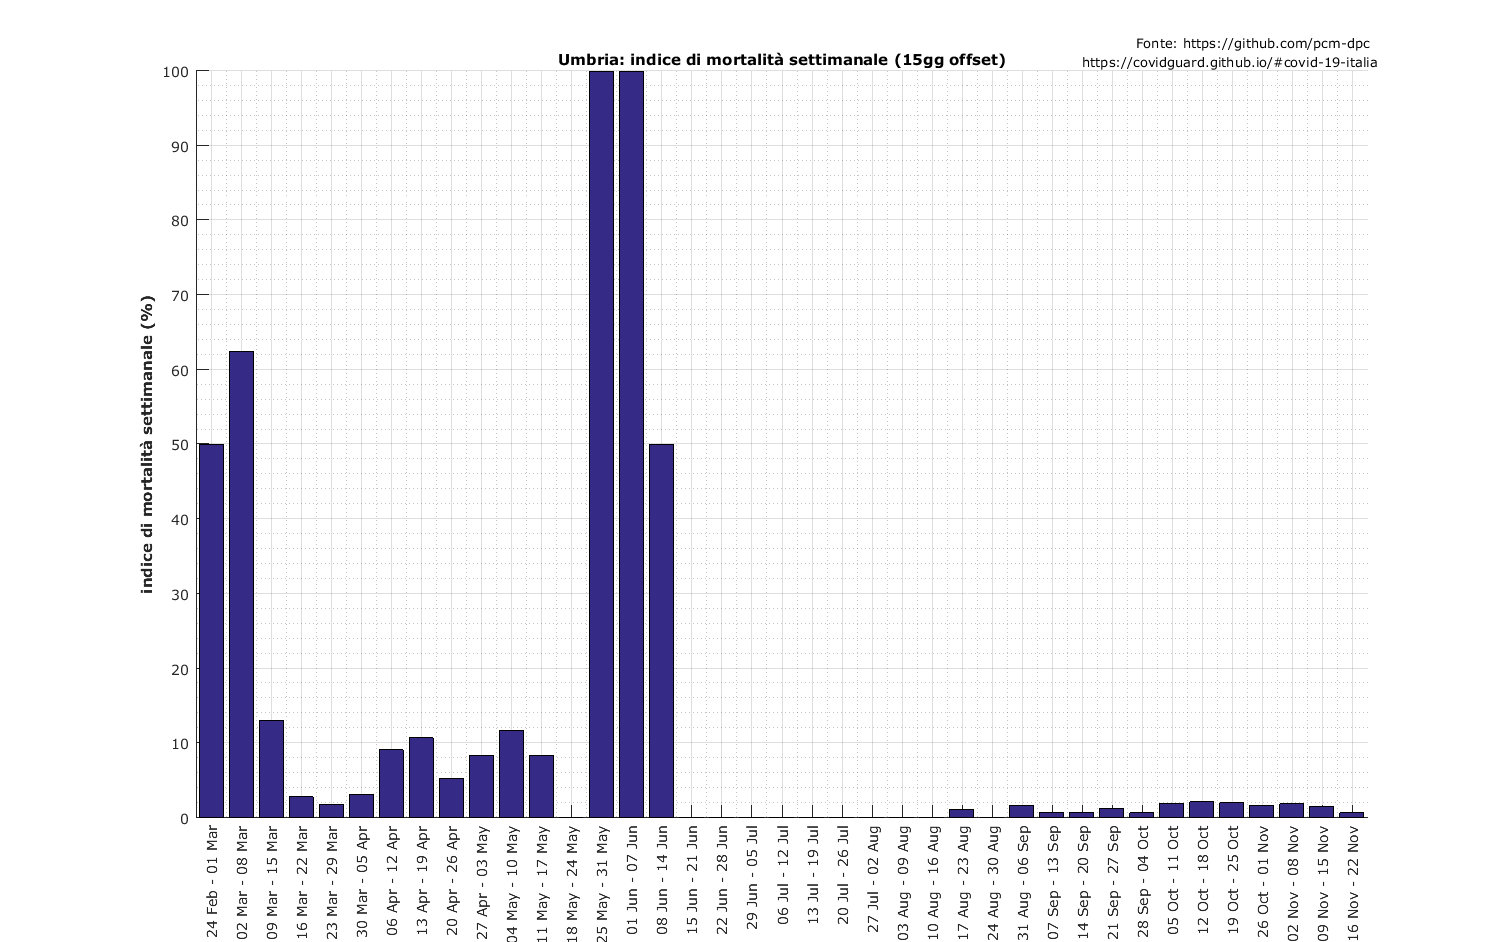 Fonte: https://github.com/pcm-dpc
https://covidguard.github.io/#covid-19-italia
Umbria: indice di mortalità settimanale (15gg offset)
indice di mortalità settimanale (%)
100
90
80
70
60
50
40
30
20
10
0
24 Feb - 01 Mar
02 Mar - 08 Mar
09 Mar - 15 Mar
16 Mar - 22 Mar
23 Mar - 29 Mar
30 Mar - 05 Apr
06 Apr - 12 Apr
13 Apr - 19 Apr
20 Apr - 26 Apr
27 Apr - 03 May
04 May - 10 May
11 May - 17 May
18 May - 24 May
25 May - 31 May
01 Jun - 07 Jun
08 Jun - 14 Jun
15 Jun - 21 Jun
22 Jun - 28 Jun
29 Jun - 05 Jul
06 Jul - 12 Jul
13 Jul - 19 Jul
20 Jul - 26 Jul
27 Jul - 02 Aug
03 Aug - 09 Aug
10 Aug - 16 Aug
17 Aug - 23 Aug
24 Aug - 30 Aug
31 Aug - 06 Sep
07 Sep - 13 Sep
14 Sep - 20 Sep
21 Sep - 27 Sep
28 Sep - 04 Oct
05 Oct - 11 Oct
12 Oct - 18 Oct
19 Oct - 25 Oct
26 Oct - 01 Nov
02 Nov - 08 Nov
09 Nov - 15 Nov
16 Nov - 22 Nov